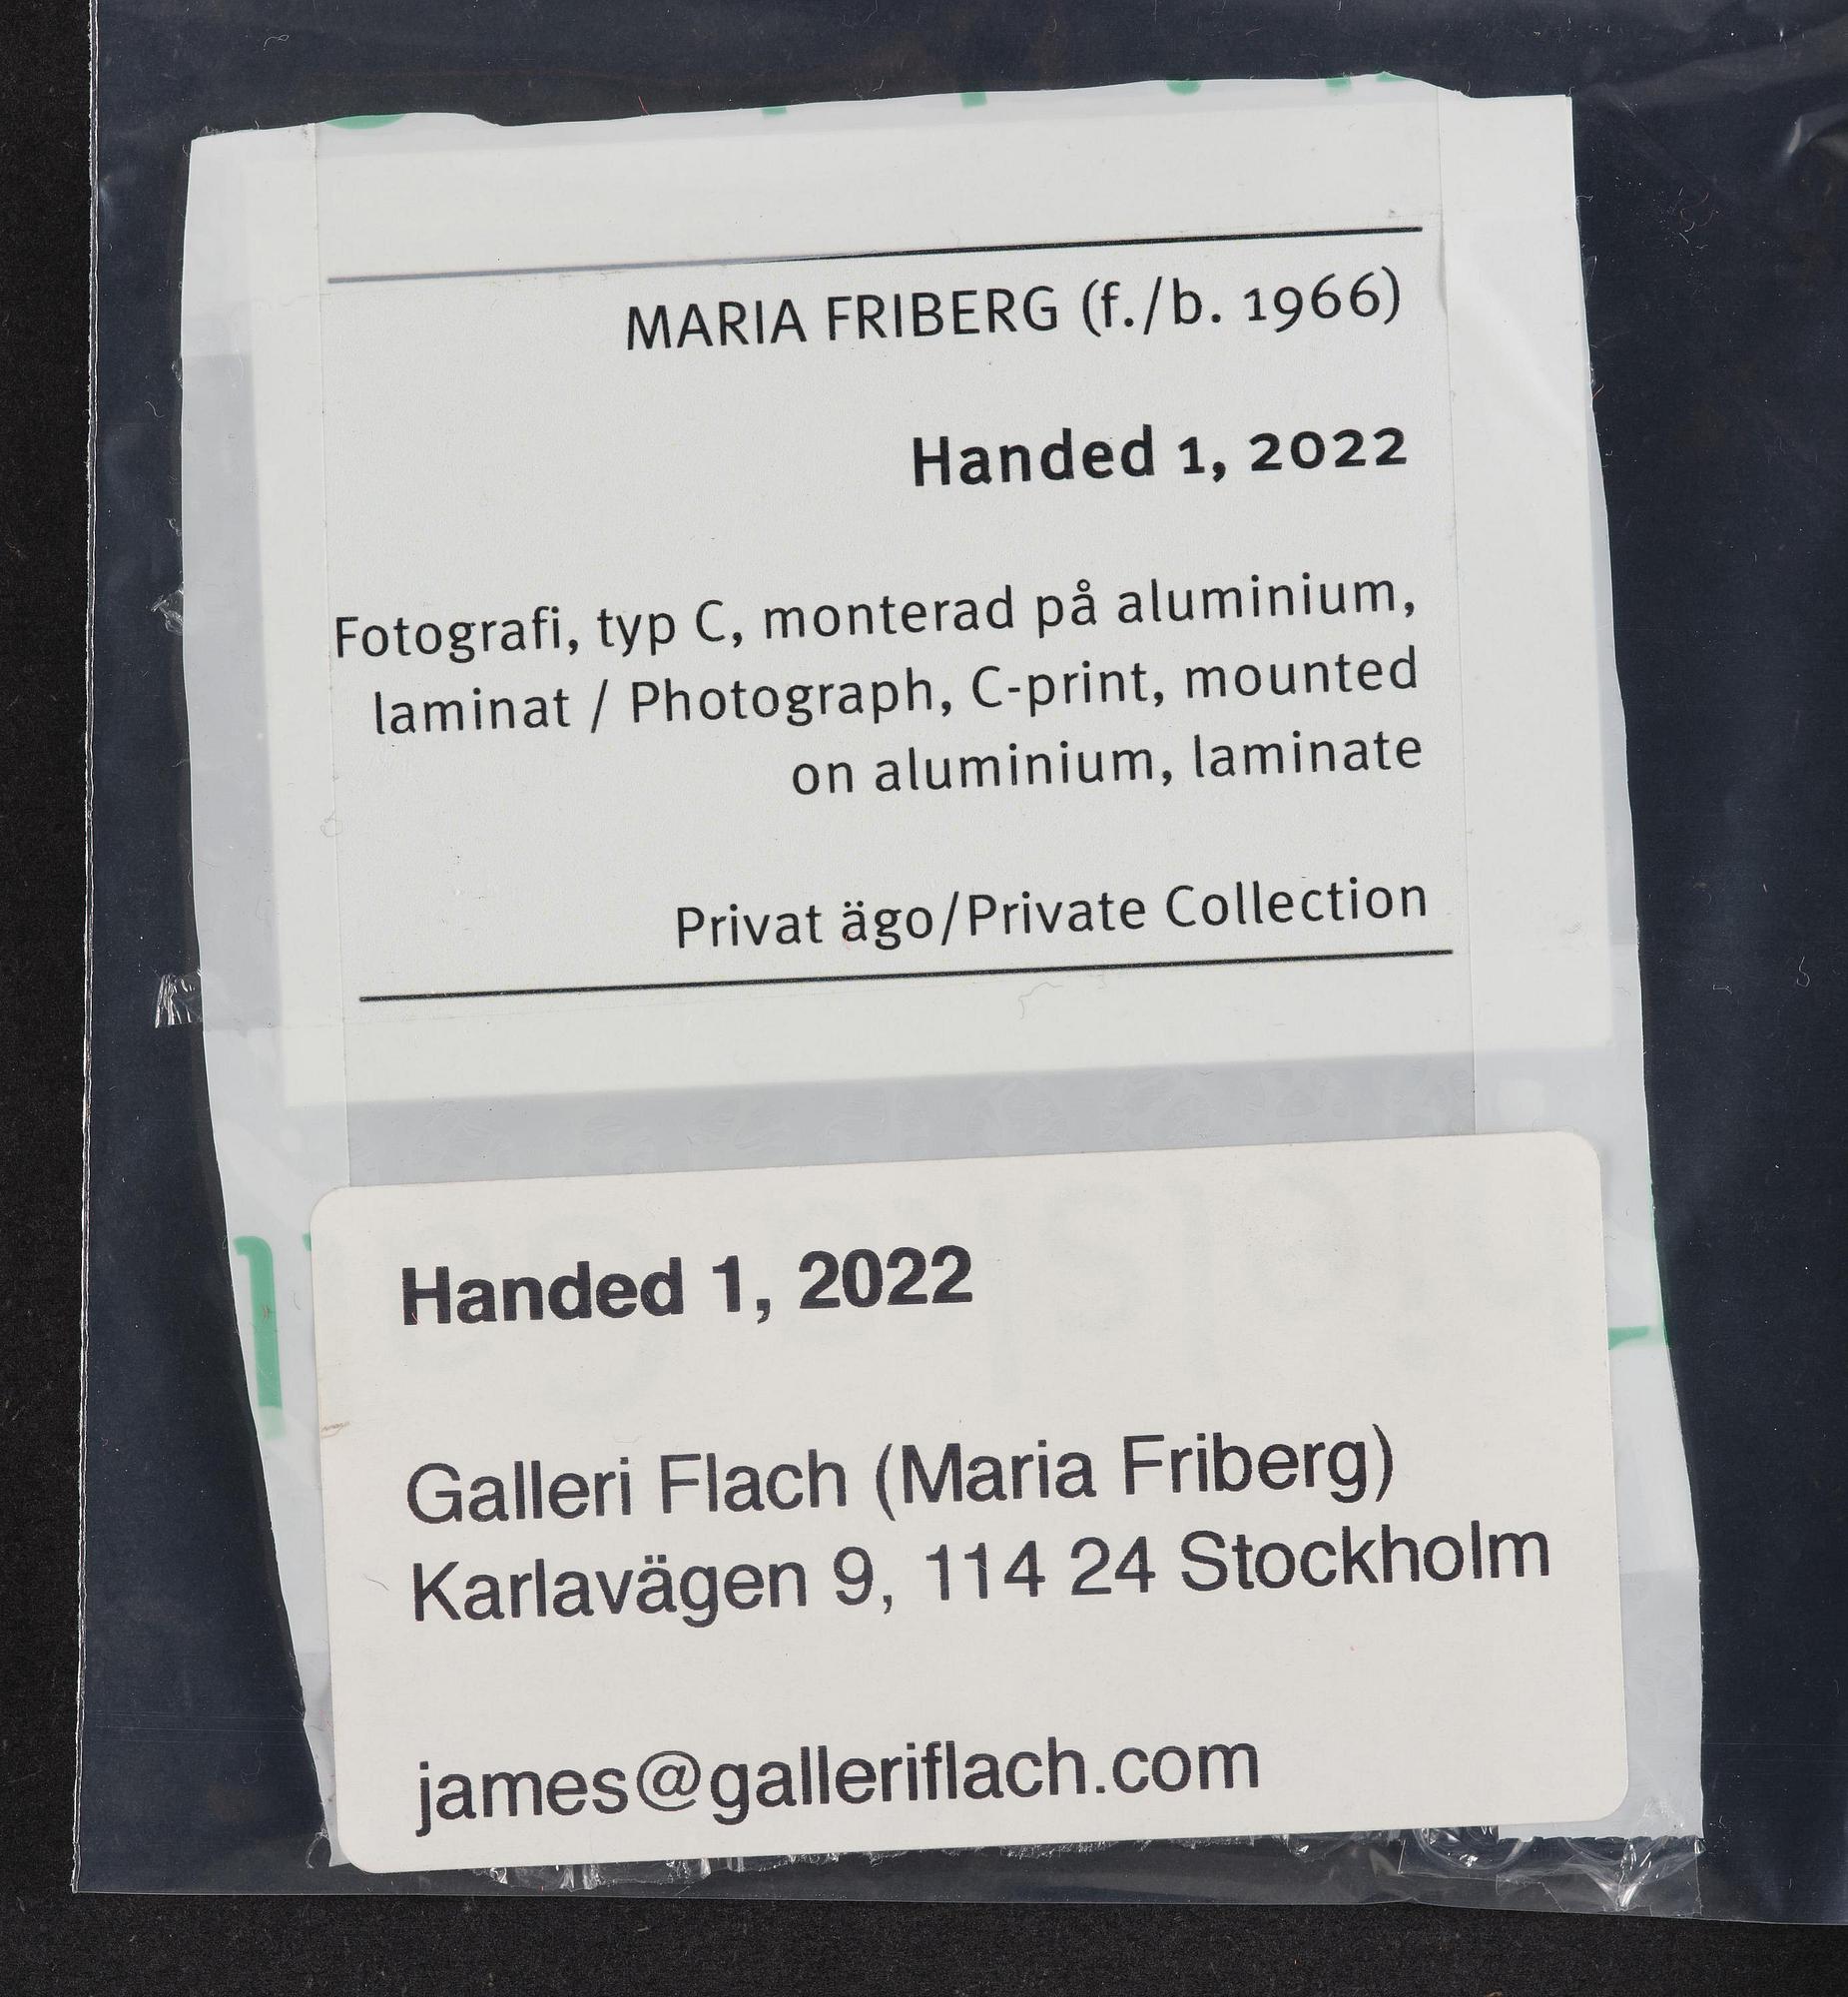 MARIA FRIBERG (f./b. 1966)
Handed 1, 2022
Fotografi, typ C, monterad på aluminium,
laminat / Photograph, C-print, mounted
on aluminium, laminate
Privat ägo/Private Collection
Handed 1, 2022
Galleri Flach (Maria Friberg)
Karlavägen 9, 114 24 Stockholm
james@galleriflach.com